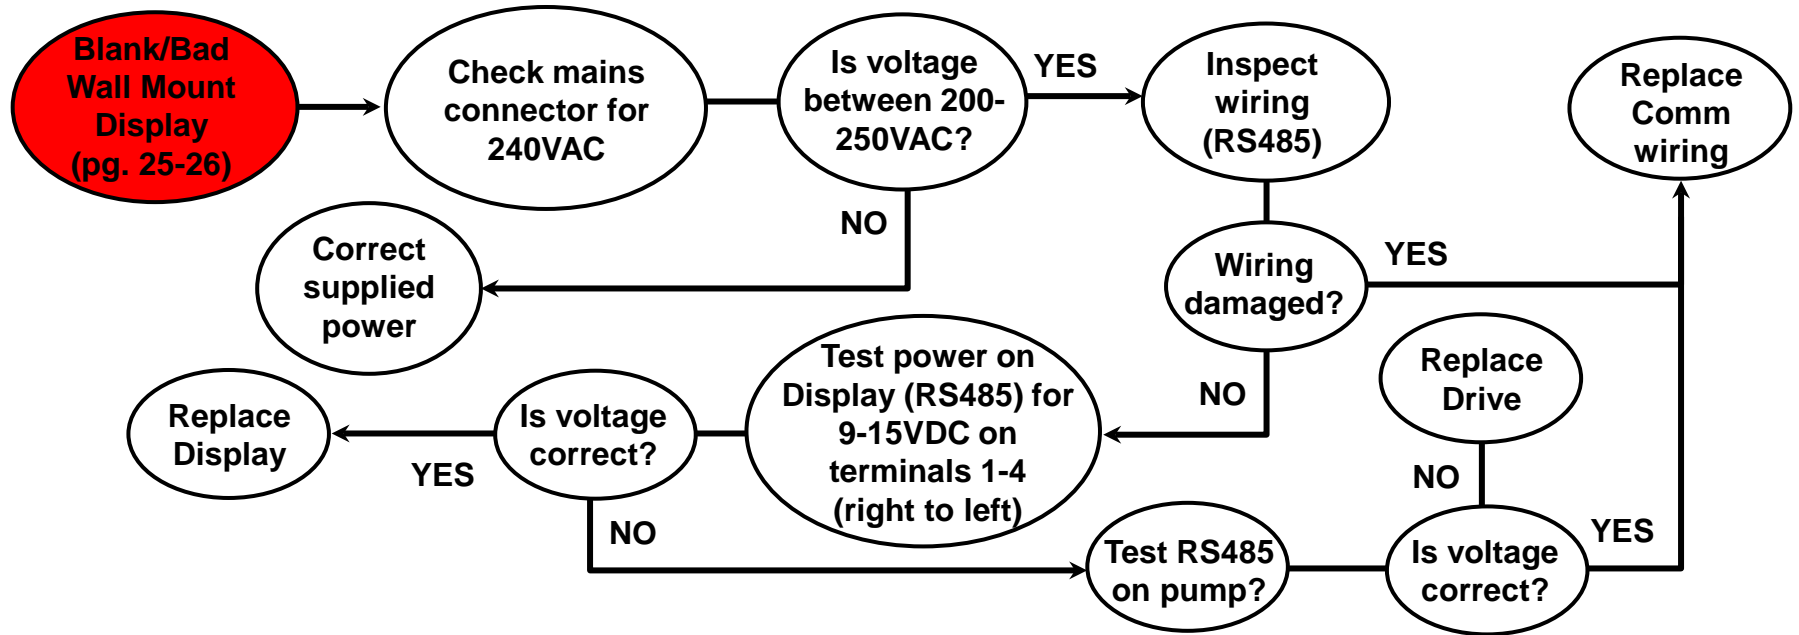 Blank/Bad
Wall Mount
Display
(pg. 25-26)
Check mains
connector for
240VAC
Is voltage
between 200-
250VAC?
YES
Inspect
wiring
(RS485)
Replace
Comm
wiring
NO
Correct
supplied
power
Wiring
damaged?
YES
NO
Test power on
Display (RS485) for
9-15VDC on
terminals 1-4
(right to left)
Is voltage
correct?
YES
Replace
Display
NO
Test RS485
on pump?
Is voltage
correct?
NO
Replace
Drive
YES